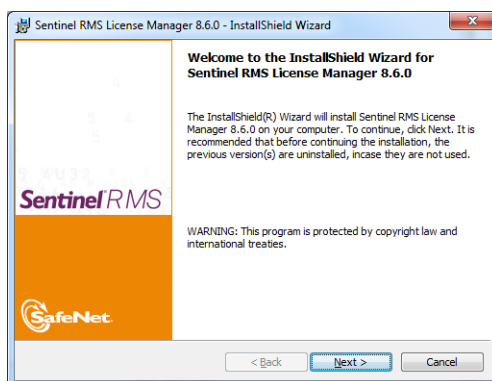 Sentinel RMS License Manager 8.6.0 - InstallShield Wizard
Welcome to the InstallShield Wizard for
Sentinel RMS License Manager 8.6.0
The InstallShield(R) Wizard will install Sentinel RMS License
Manager 8.6.0 on your computer. To continue, click Next. It is
recommended that before continuing the installation, the
previous version(s) are uninstalled, incase they are not used.
Sentinel RMS
WARNING: This program is protected by copyright law and
international treaties.
SafeNet.
< Back
Next >
Cancel